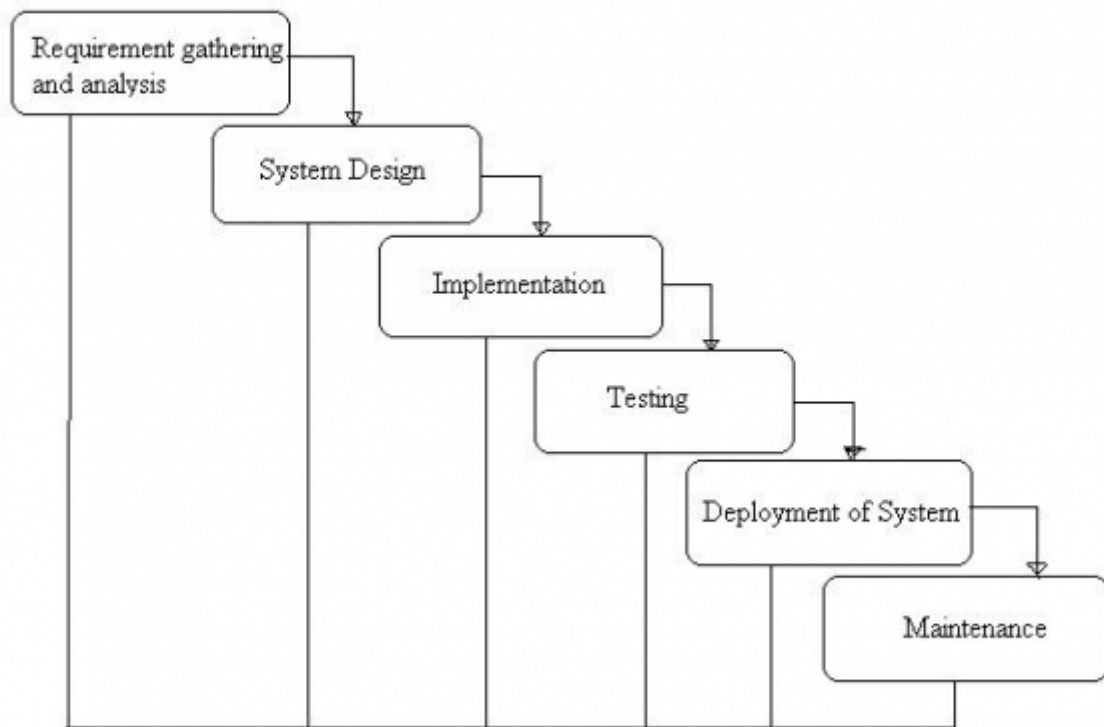 Requirement gathering
and analysis
System Design
Implementation
Testing
Deployment of System
Maintenance